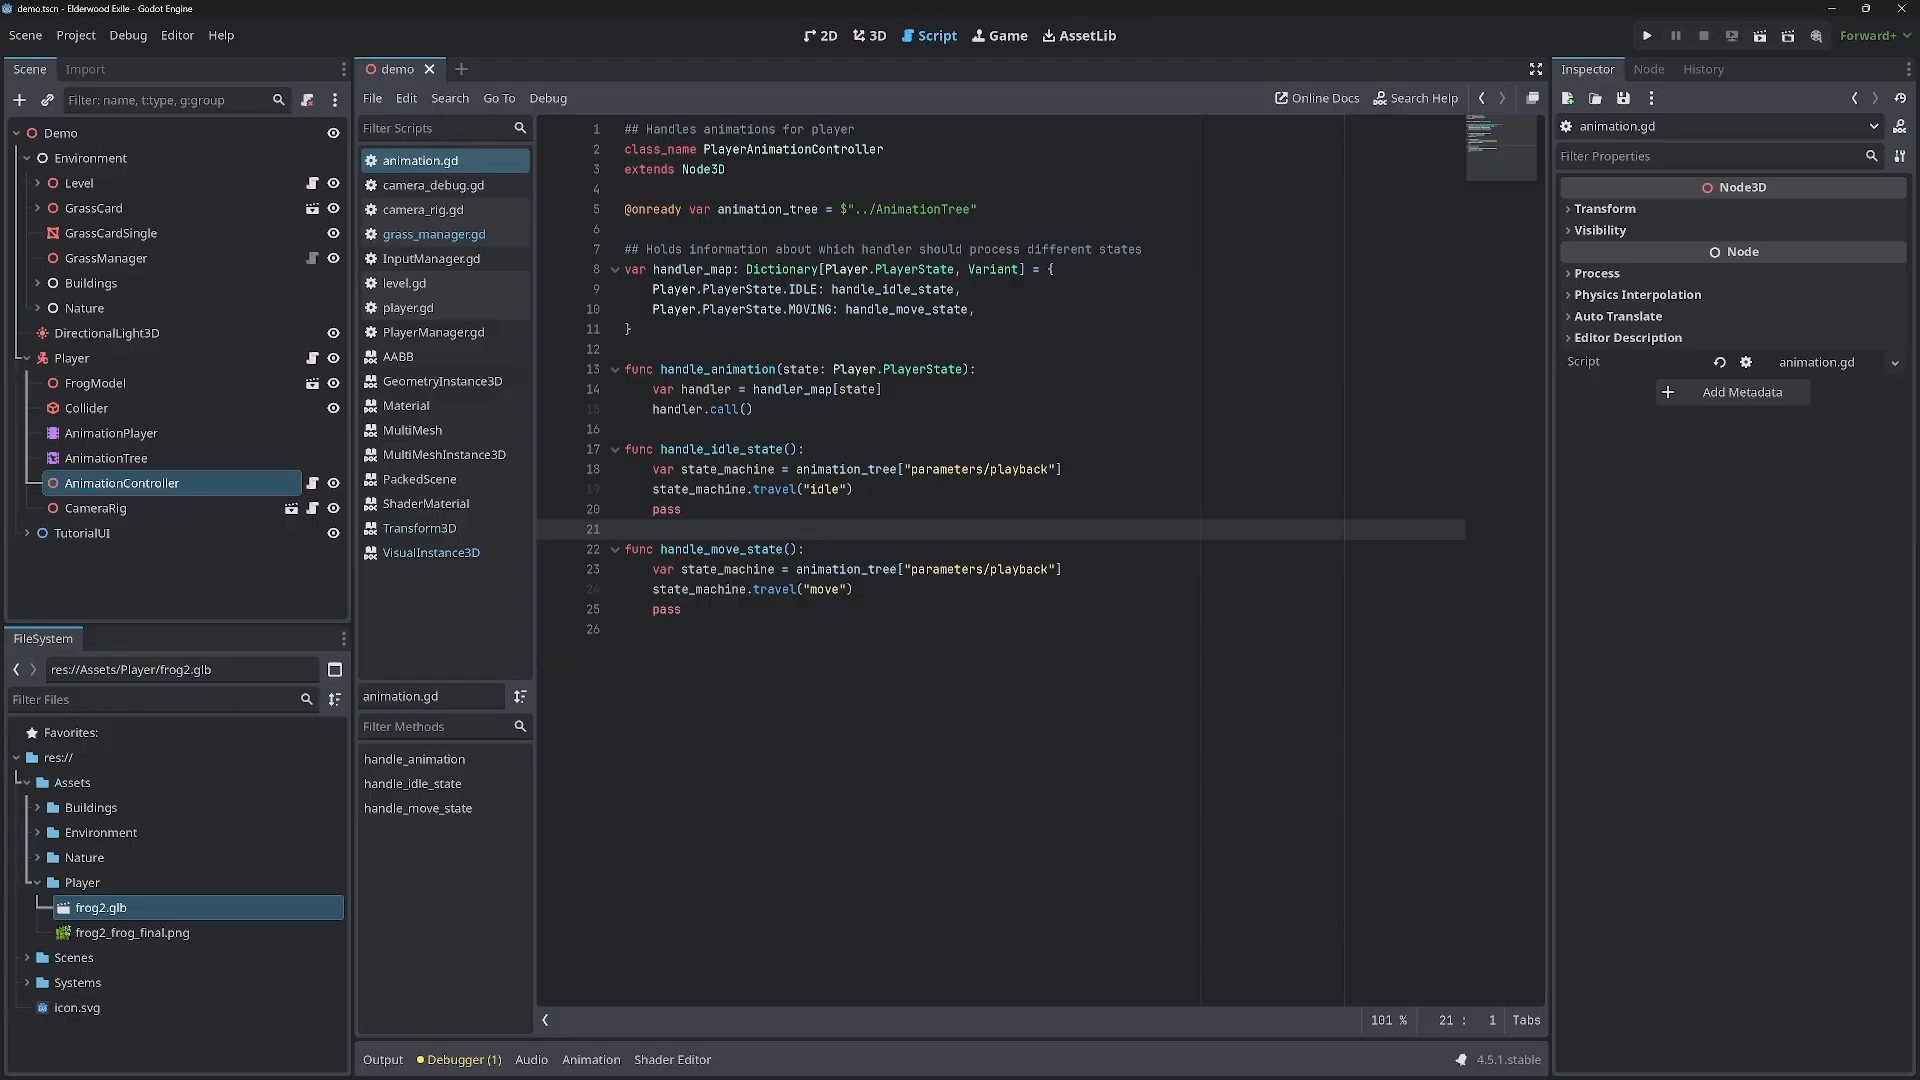 demo.tscn - Elderwood Exile - Godot Engine
Scene Project Debug Editor Help
2D 3D Script Game AssetLib
Forward+
Scene Import
Filter: name, t:type, g:group
Demo
Environment
Level
GrassCard
GrassCardSingle
GrassManager
Buildings
Nature
DirectionalLight3D
Player
FrogModel
Collider
AnimationPlayer
AnimationTree
AnimationController
CameraRig
TutorialUI
FileSystem
res://Assets/Player/frog2.glb
Filter Files
Favorites:
res://
Assets
Buildings
Environment
Nature
Player
frog2.glb
frog2_frog_final.png
Scenes
Systems
icon.svg
demo
File Edit Search Go To Debug
Online Docs Search Help
Filter Scripts
animation.gd
camera_debug.gd
camera_rig.gd
grass_manager.gd
InputManager.gd
level.gd
player.gd
PlayerManager.gd
AABB
GeometryInstance3D
Material
MultiMesh
MultiMeshInstance3D
PackedScene
ShaderMaterial
Transform3D
VisualInstance3D
animation.gd
Filter Methods
handle_animation
handle_idle_state
handle_move_state
1 ## Handles animations for player
2 class_name PlayerAnimationController
3 extends Node3D
4
5 @onready var animation_tree = $"../AnimationTree"
6
7 ## Holds information about which handler should process different states
8 var handler_map: Dictionary[Player.PlayerState, Variant] = {
9 Player.PlayerState.IDLE: handle_idle_state,
10 Player.PlayerState.MOVING: handle_move_state,
11 }
12
13 func handle_animation(state: Player.PlayerState):
14 var handler = handler_map[state]
15 handler.call()
16
17 func handle_idle_state():
18 var state_machine = animation_tree["parameters/playback"]
19 state_machine.travel("idle")
20 pass
21
22 func handle_move_state():
23 var state_machine = animation_tree["parameters/playback"]
24 state_machine.travel("move")
25 pass
26
101 % 21 : 1 Tabs
Output Debugger (1) Audio Animation Shader Editor
4.5.1.stable
Inspector Node History
animation.gd
Filter Properties
Node3D
Transform
Visibility
Node
Process
Physics Interpolation
Auto Translate
Editor Description
Script animation.gd
Add Metadata